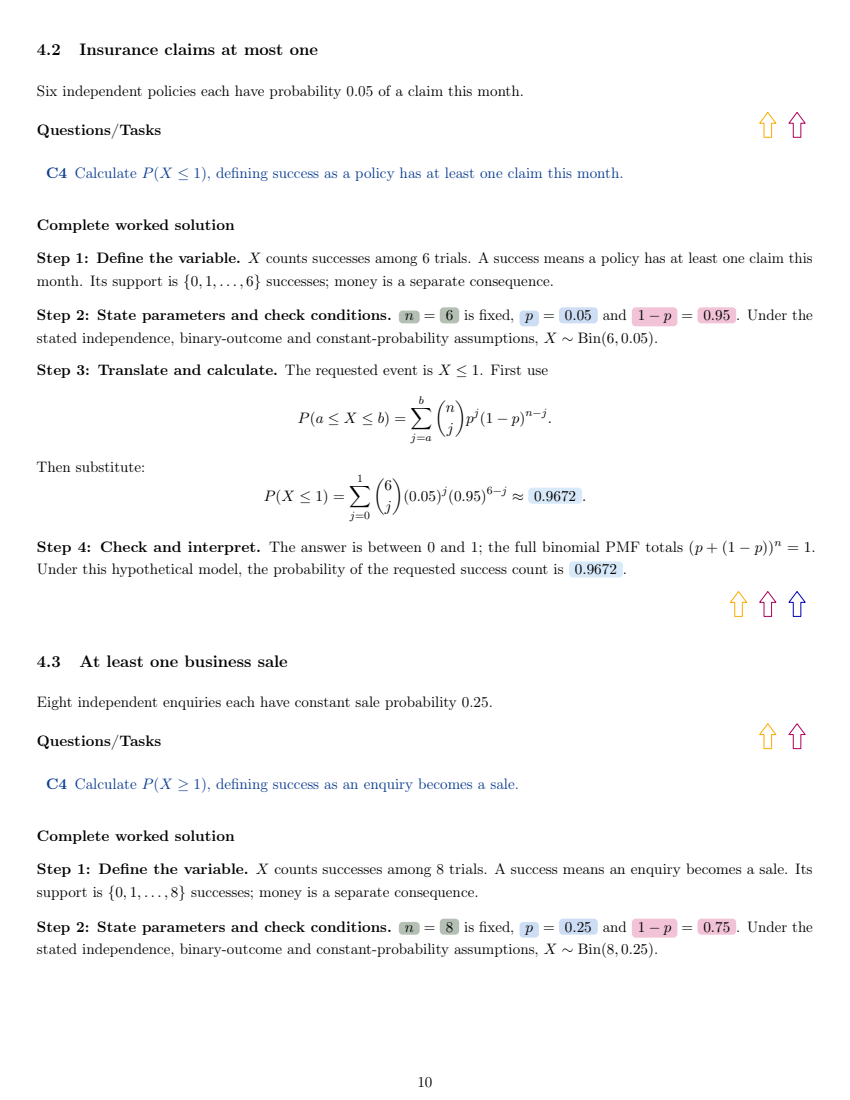 4.2 Insurance claims at most one
Six independent policies each have probability 0.05 of a claim this month.
Questions/Tasks
C4 Calculate P(X ≤ 1), defining success as a policy has at least one claim this month.
Complete worked solution
Step 1: Define the variable. X counts successes among 6 trials. A success means a policy has at least one claim this
month. Its support is {0, 1, . . . , 6} successes; money is a separate consequence.
Step 2: State parameters and check conditions. n = 6 is fixed, p = 0.05 and 1 − p = 0.95 . Under the
stated independence, binary-outcome and constant-probability assumptions, X ∼ Bin(6, 0.05).
Step 3: Translate and calculate. The requested event is X ≤ 1. First use
P(a ≤ X ≤ b) = ∑_{j=a}^{b} \binom{n}{j} p^j (1 − p)^{n−j}.
Then substitute:
P(X ≤ 1) = ∑_{j=0}^{1} \binom{6}{j} (0.05)^j (0.95)^{6−j} ≈ 0.9672 .
Step 4: Check and interpret. The answer is between 0 and 1; the full binomial PMF totals (p + (1 − p))^n = 1.
Under this hypothetical model, the probability of the requested success count is 0.9672 .
4.3 At least one business sale
Eight independent enquiries each have constant sale probability 0.25.
Questions/Tasks
C4 Calculate P(X ≥ 1), defining success as an enquiry becomes a sale.
Complete worked solution
Step 1: Define the variable. X counts successes among 8 trials. A success means an enquiry becomes a sale. Its
support is {0, 1, . . . , 8} successes; money is a separate consequence.
Step 2: State parameters and check conditions. n = 8 is fixed, p = 0.25 and 1 − p = 0.75 . Under the
stated independence, binary-outcome and constant-probability assumptions, X ∼ Bin(8, 0.25).
10